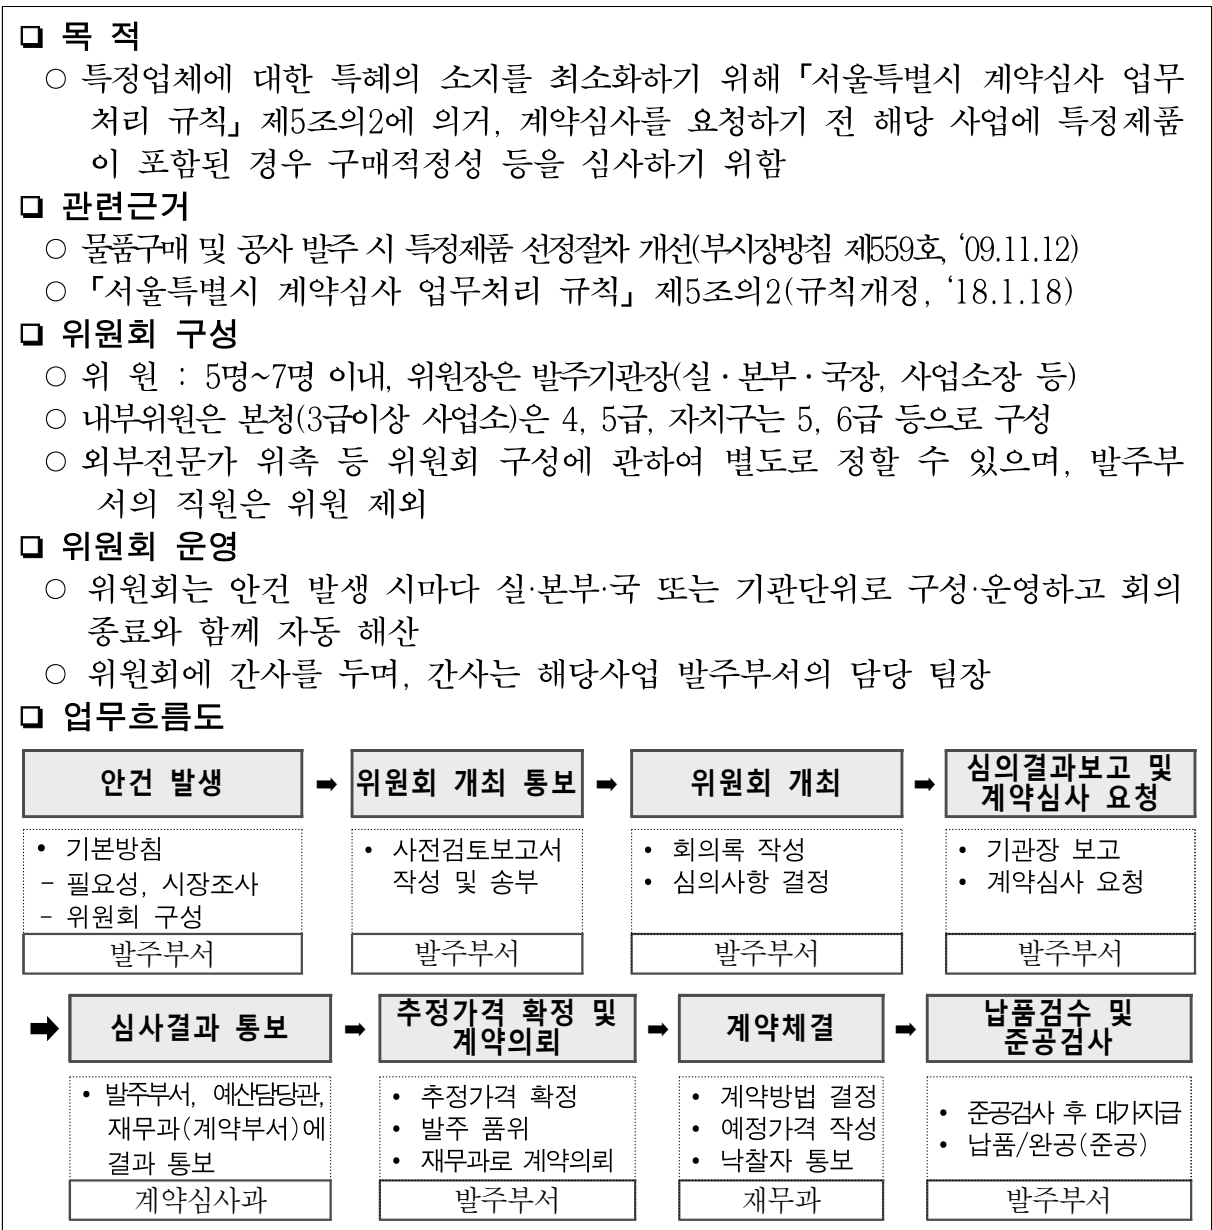 ❏ 목 적
○ 특정업체에 대한 특혜의 소지를 최소화하기 위해「서울특별시 계약심사 업무
처리 규칙」제5조의2에 의거, 계약심사를 요청하기 전 해당 사업에 특정제품
이 포함된 경우 구매적정성 등을 심사하기 위함
❏ 관련근거
○ 물품구매 및 공사 발주 시 특정제품 선정절차 개선(부시장방침 제559호, ‘09.11.12)
○「서울특별시 계약심사 업무처리 규칙」제5조의2(규칙개정, ‘18.1.18)
❏ 위원회 구성
○ 위 원 : 5명~7명 이내, 위원장은 발주기관장(실·본부·국장, 사업소장 등)
○ 내부위원은 본청(3급이상 사업소)은 4, 5급, 자치구는 5, 6급 등으로 구성
○ 외부전문가 위촉 등 위원회 구성에 관하여 별도로 정할 수 있으며, 발주부
서의 직원은 위원 제외
❏ 위원회 운영
○ 위원회는 안건 발생 시마다 실·본부·국 또는 기관단위로 구성·운영하고 회의
종료와 함께 자동 해산
○ 위원회에 간사를 두며, 간사는 해당사업 발주부서의 담당 팀장
❏ 업무흐름도
안건 발생 ➡ 위원회 개최 통보 ➡ 위원회 개최 ➡ 심의결과보고 및
계약심사 요청
• 기본방침
- 필요성, 시장조사
- 위원회 구성
발주부서
• 사전검토보고서
작성 및 송부
발주부서
• 회의록 작성
• 심의사항 결정
발주부서
• 기관장 보고
• 계약심사 요청
발주부서
➡ 심사결과 통보 ➡ 추정가격 확정 및
계약의뢰 ➡ 계약체결 ➡ 납품검수 및
준공검사
• 발주부서, 예산담당관,
재무과(계약부서)에
결과 통보
계약심사과
• 추정가격 확정
• 발주 품위
• 재무과로 계약의뢰
발주부서
• 계약방법 결정
• 예정가격 작성
• 낙찰자 통보
재무과
• 준공검사 후 대가지급
• 납품/완공(준공)
발주부서